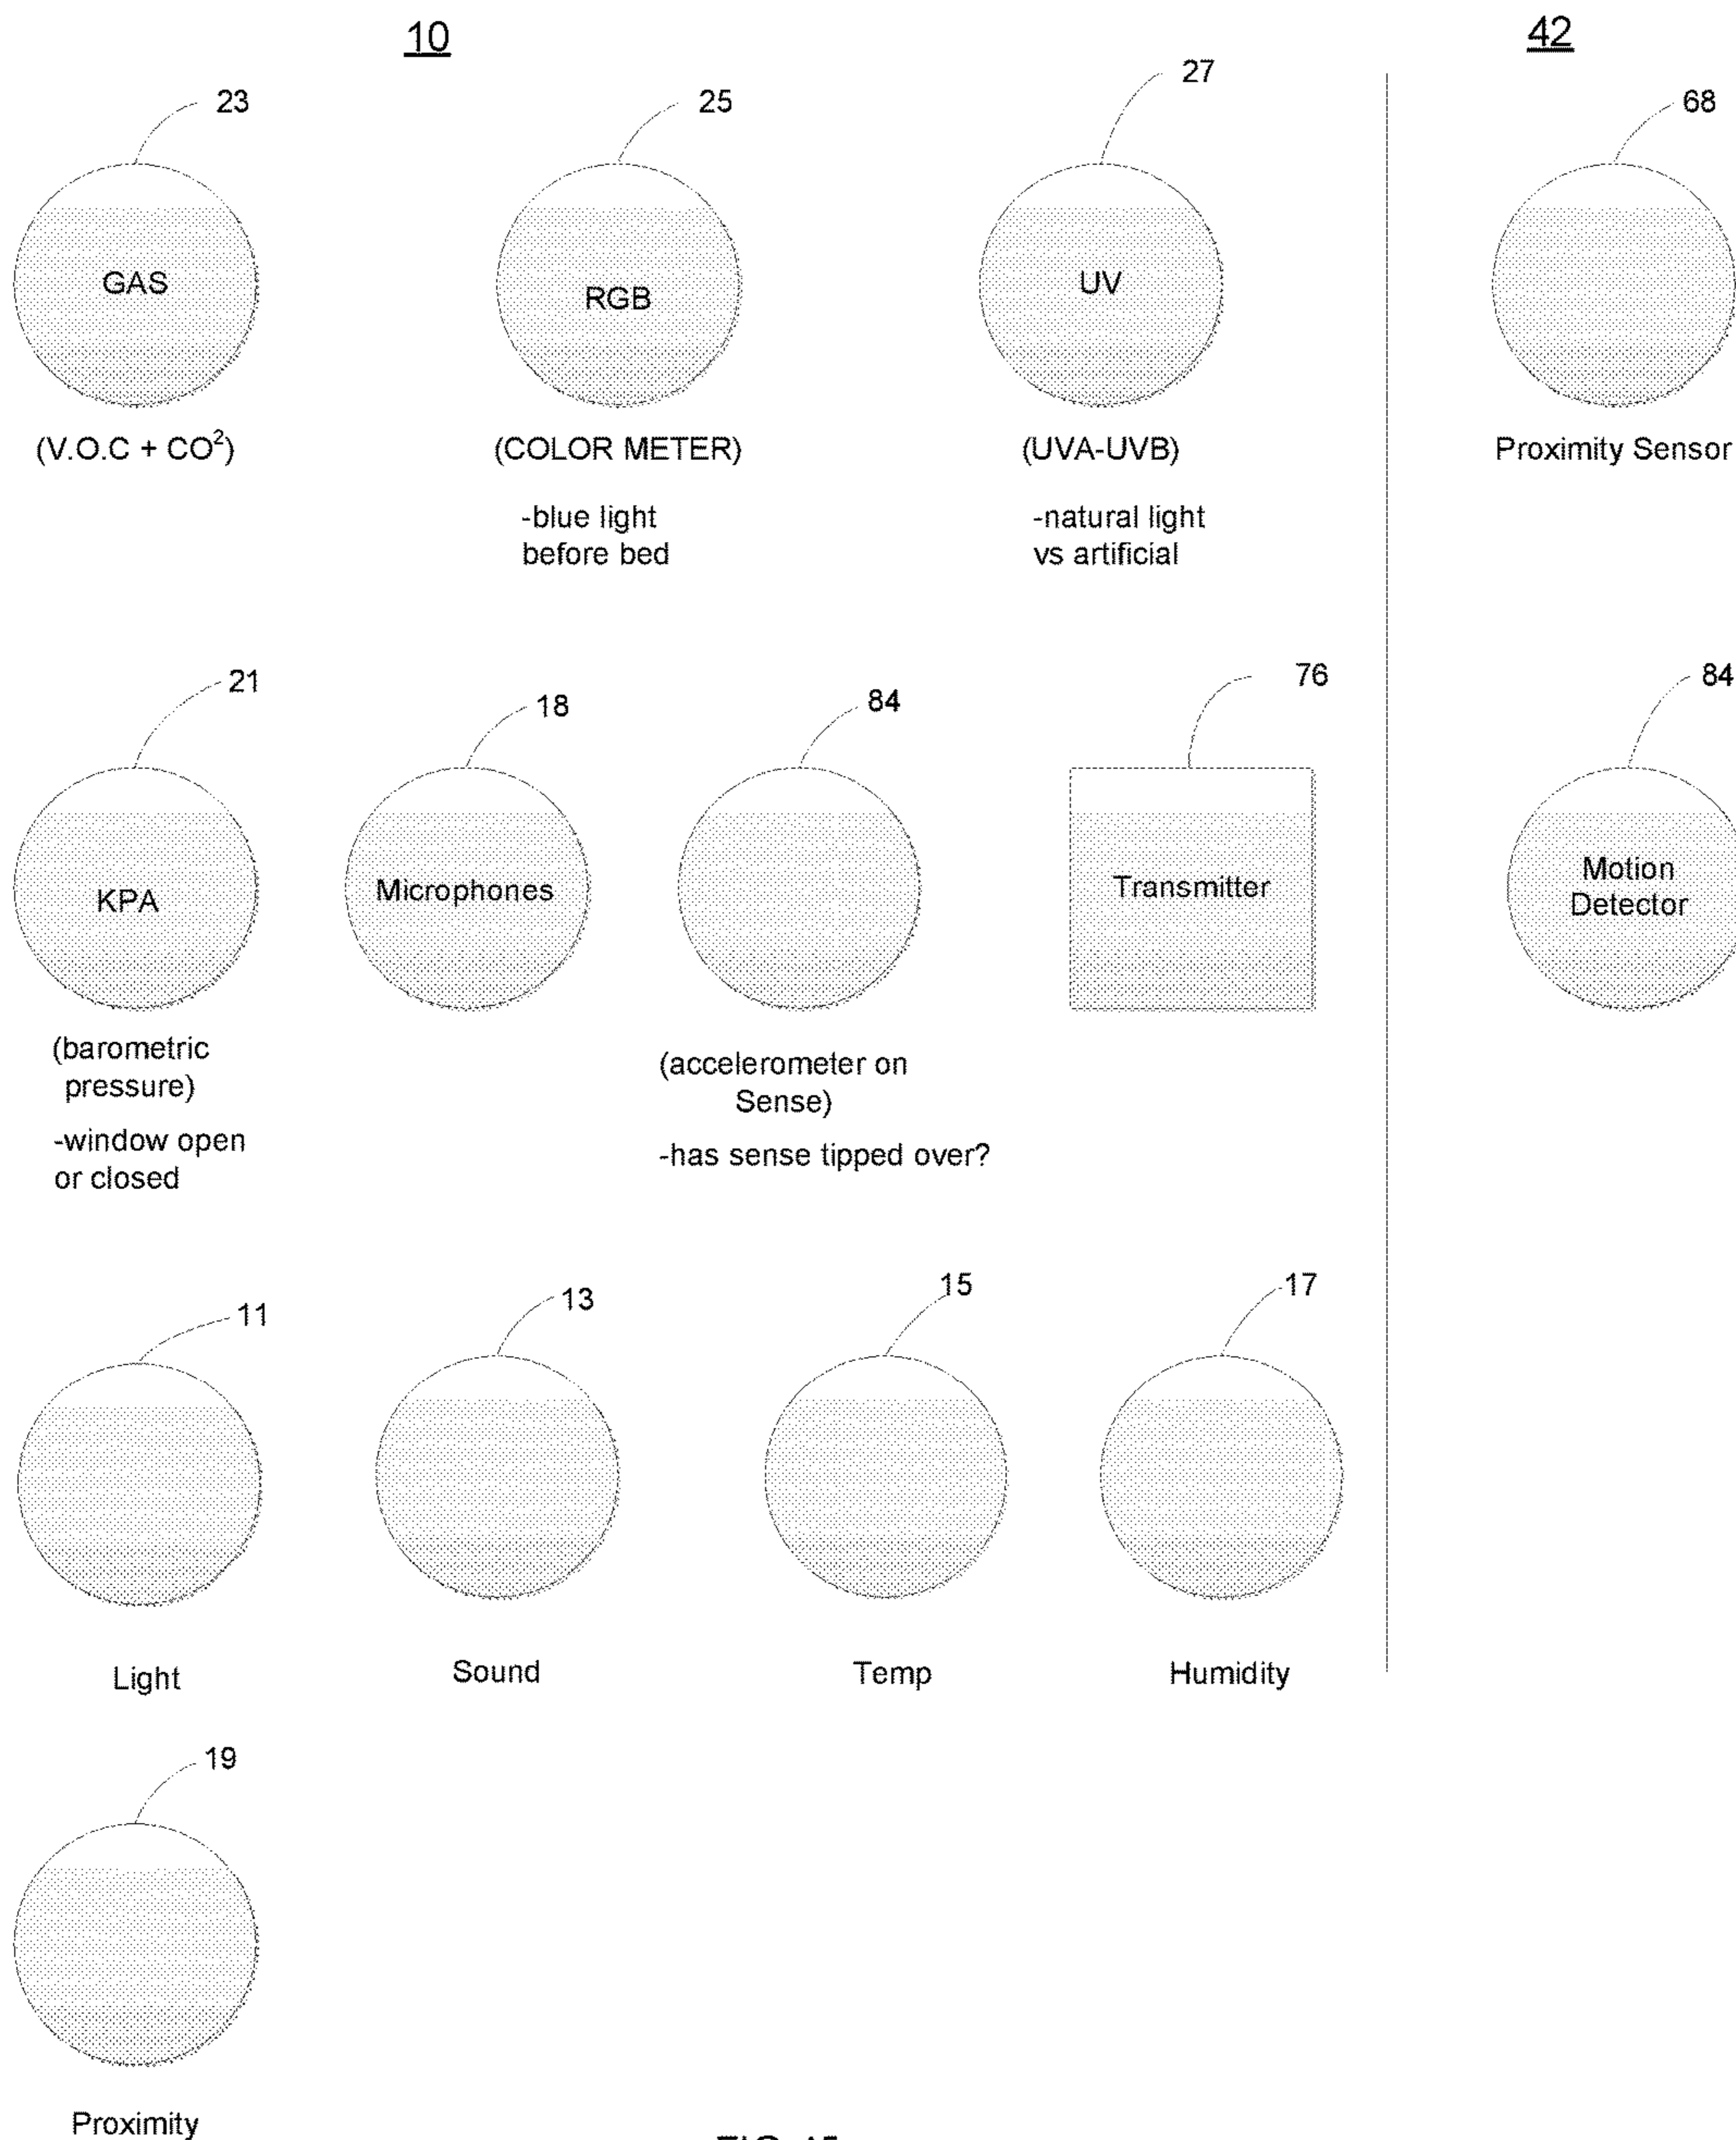 10
42
23
25
27
68
GAS
RGB
UV
(V.O.C + CO²)
(COLOR METER)
(UVA-UVB)
Proximity Sensor
-blue light
before bed
-natural light
vs artificial
21
18
84
76
84
KPA
Microphones
Transmitter
Motion
Detector
(barometric
pressure)
-window open
or closed
(accelerometer on
Sense)
-has sense tipped over?
11
13
15
17
Light
Sound
Temp
Humidity
19
Proximity